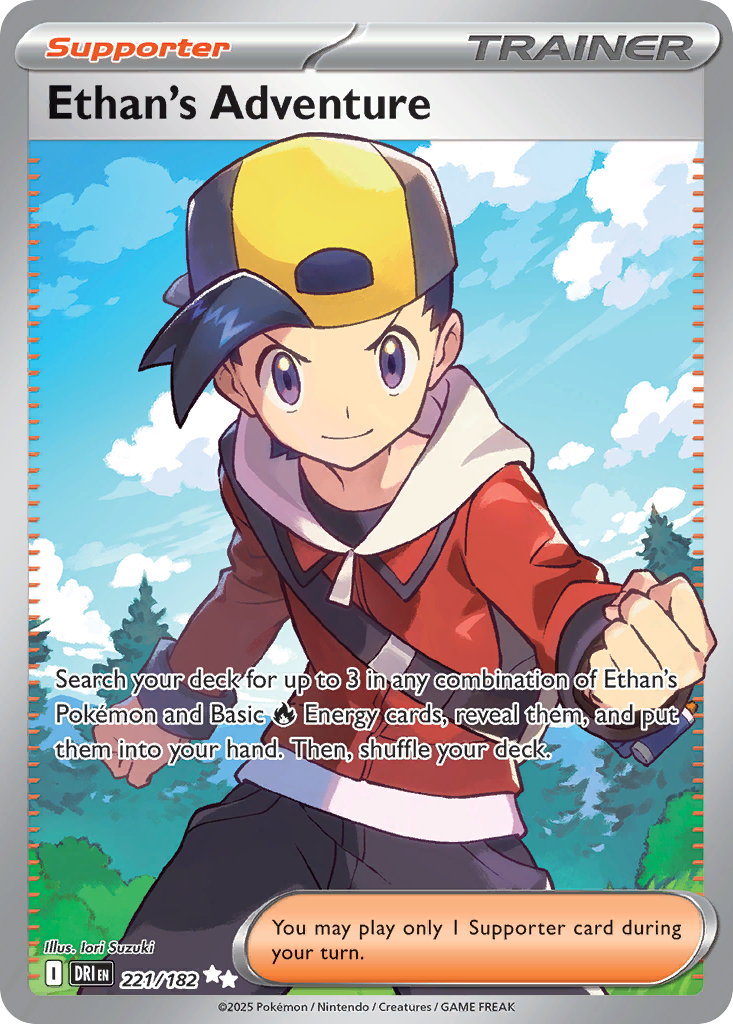 Supporter
TRAINER
Ethan's Adventure
Search your deck for up to 3 in any combination of Ethan's
Pokémon and Basic Energy cards, reveal them, and put
them into your hand. Then, shuffle your deck.
You may play only 1 Supporter card during
your turn.
Illus. Iori Suzuki
I DRI EN 221/182
©2025 Pokémon / Nintendo / Creatures / GAME FREAK